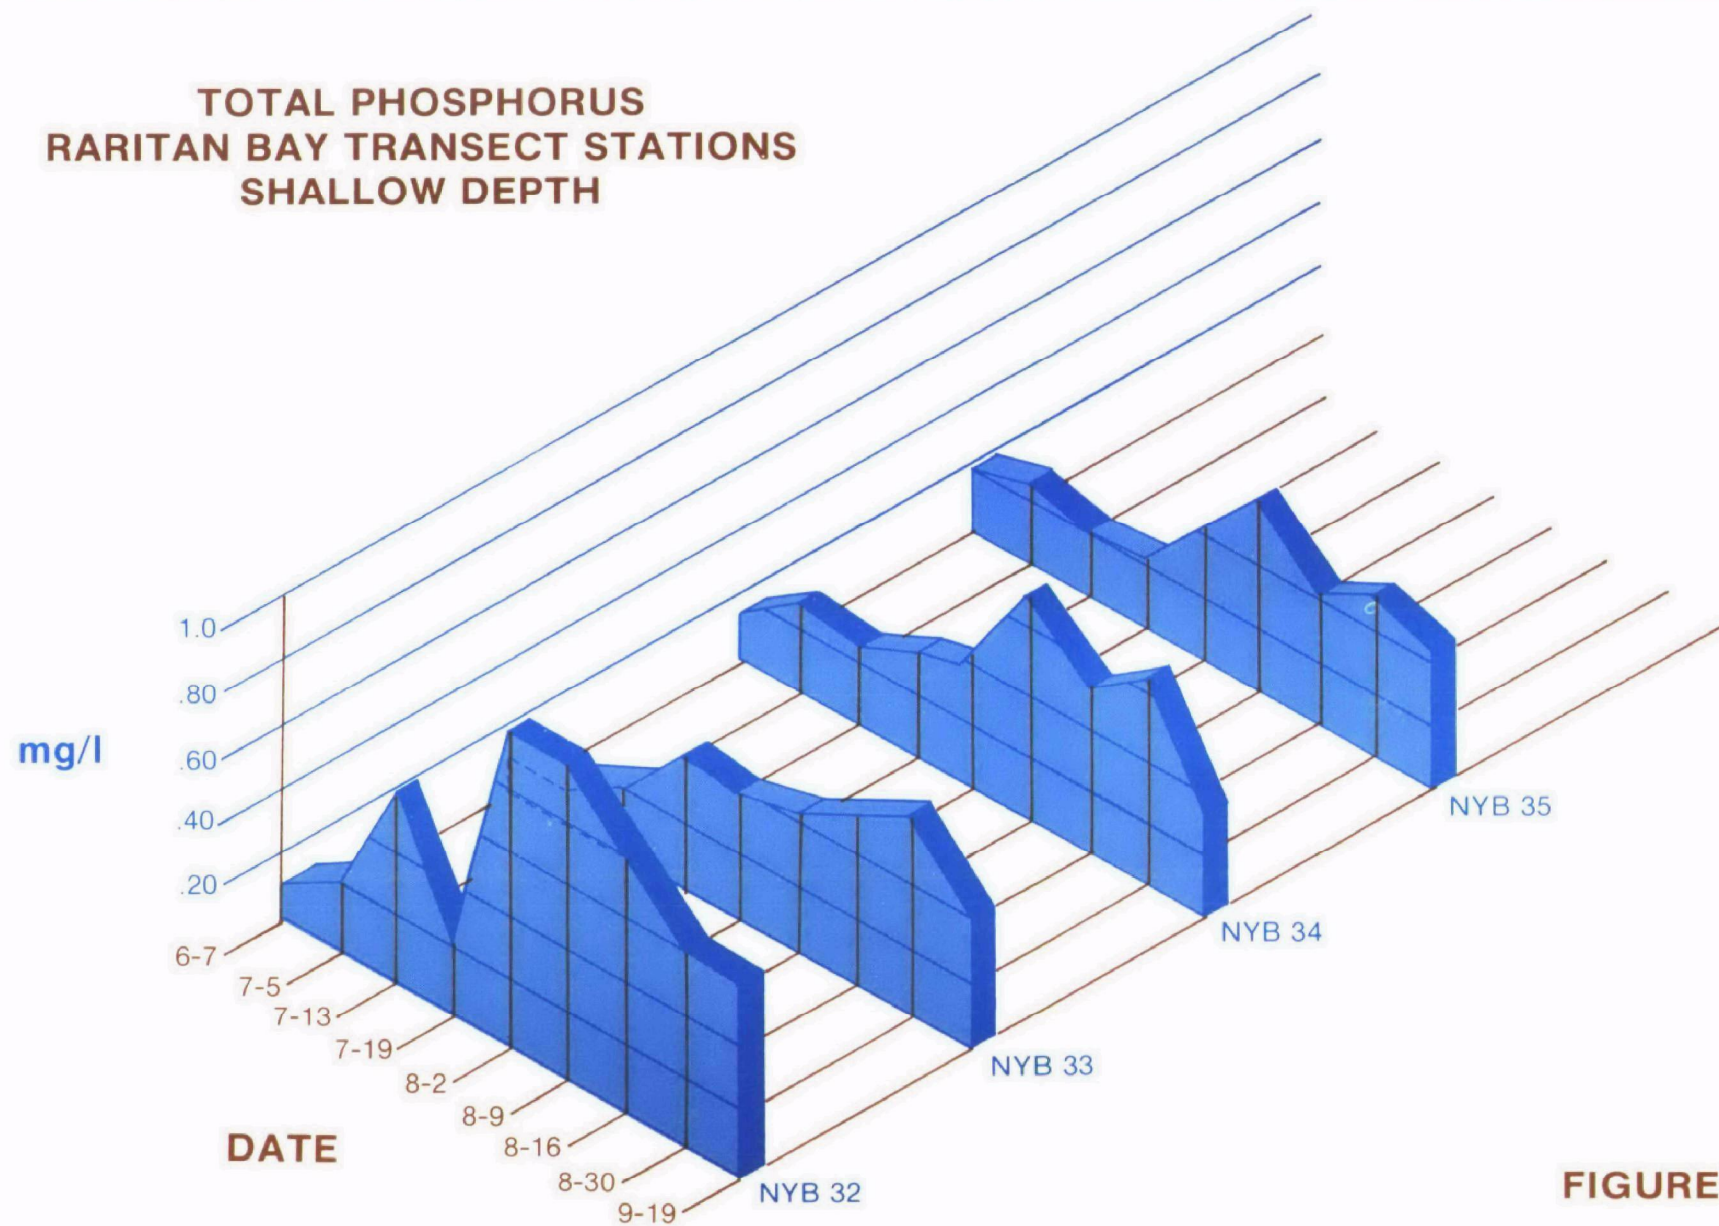 TOTAL PHOSPHORUS
RARITAN BAY TRANSECT STATIONS
SHALLOW DEPTH
1.0
.80
.60
mg/l
.40
.20
6-7
7-5
7-13
7-19
8-2
8-9
8-16
8-30
9-19
DATE
NYB 32
NYB 33
NYB 34
NYB 35
FIGURE